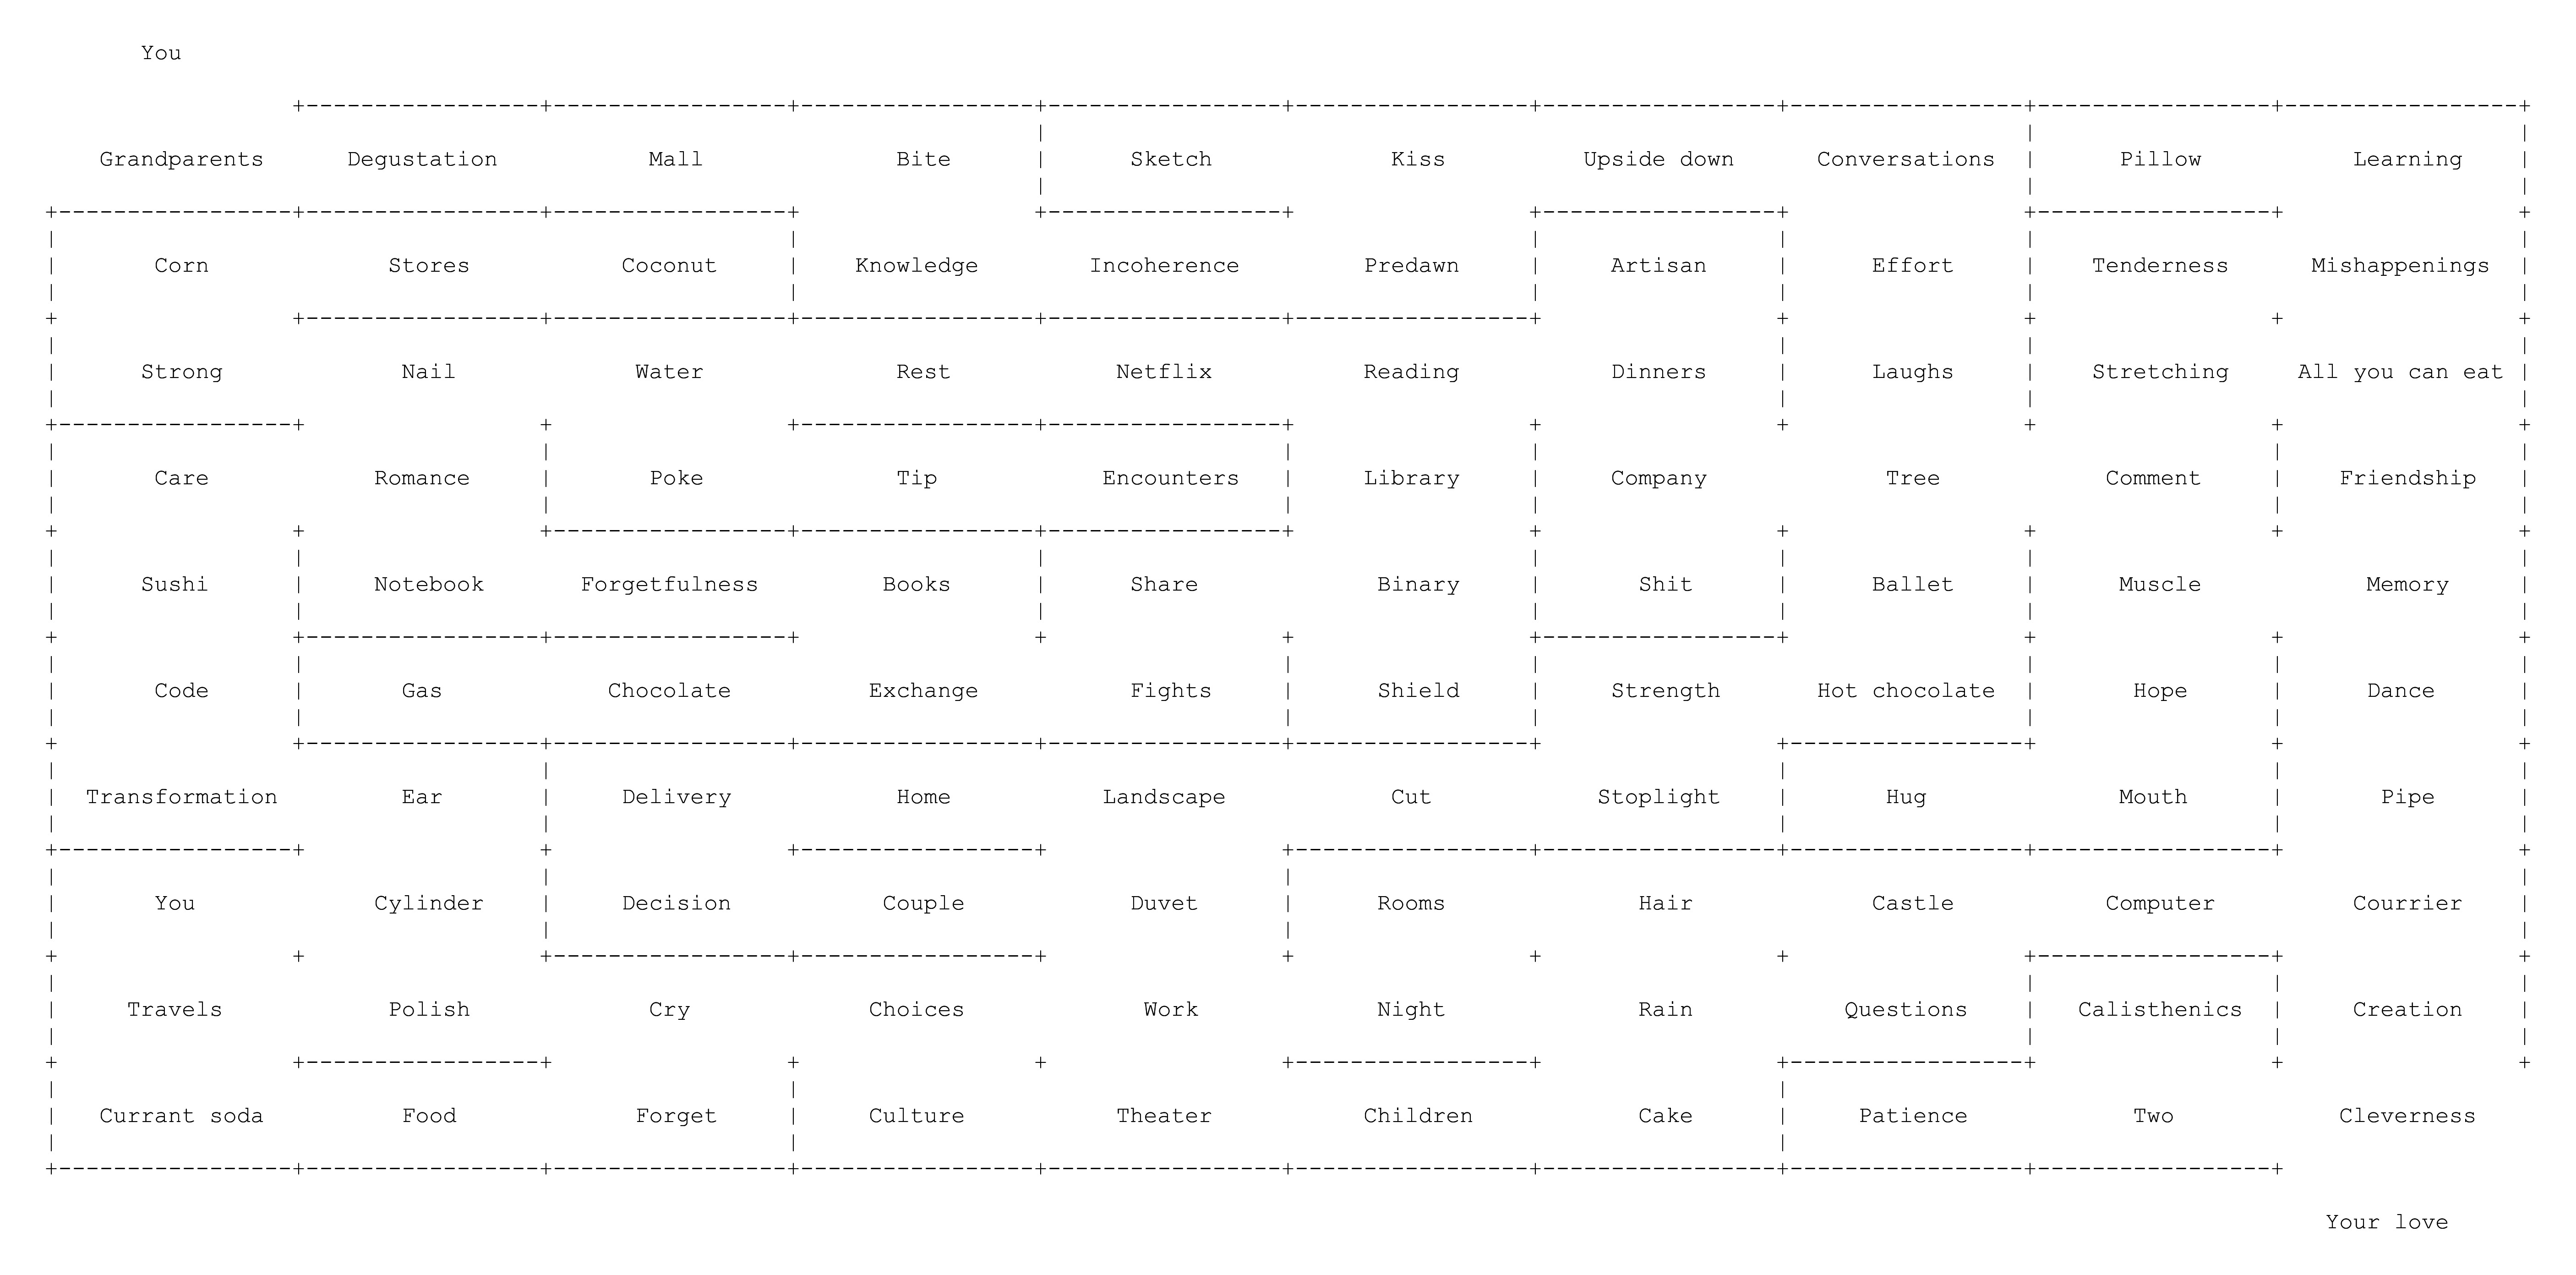 You
Grandparents Degustation Mall Bite Sketch Kiss Upside down Conversations Pillow Learning
Corn Stores Coconut Knowledge Incoherence Predawn Artisan Effort Tenderness Mishappenings
Strong Nail Water Rest Netflix Reading Dinners Laughs Stretching All you can eat
Care Romance Poke Tip Encounters Library Company Tree Comment Friendship
Sushi Notebook Forgetfulness Books Share Binary Shit Ballet Muscle Memory
Code Gas Chocolate Exchange Fights Shield Strength Hot chocolate Hope Dance
Transformation Ear Delivery Home Landscape Cut Stoplight Hug Mouth Pipe
You Cylinder Decision Couple Duvet Rooms Hair Castle Computer Courrier
Travels Polish Cry Choices Work Night Rain Questions Calisthenics Creation
Currant soda Food Forget Culture Theater Children Cake Patience Two Cleverness
Your love